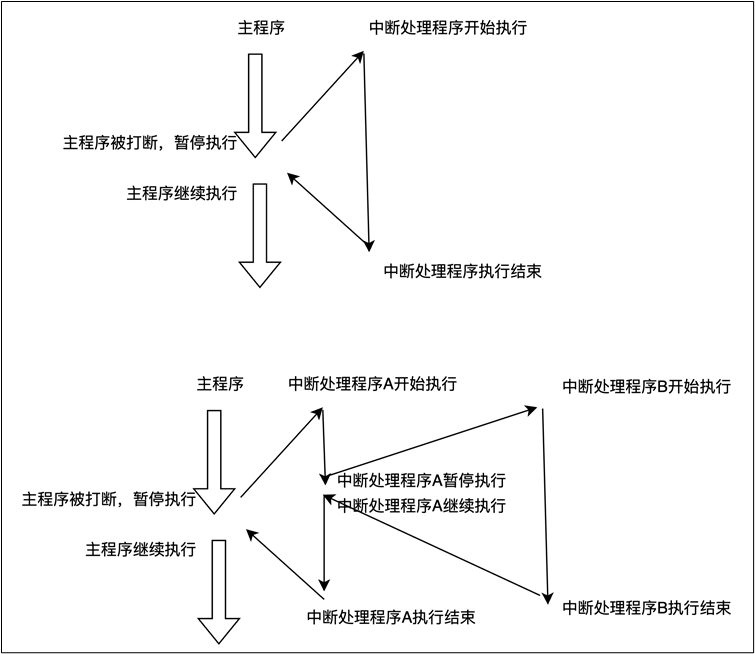 主程序
中断处理程序开始执行
主程序被打断，暂停执行
主程序继续执行
中断处理程序执行结束
主程序
中断处理程序A开始执行
中断处理程序B开始执行
中断处理程序A暂停执行
主程序被打断，暂停执行
中断处理程序A继续执行
主程序继续执行
中断处理程序A执行结束
中断处理程序B执行结束